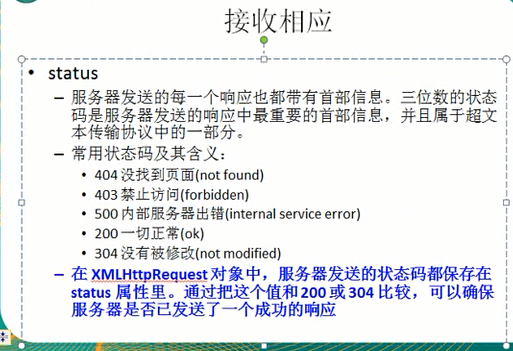 接收相应
• status
– 服务器发送的每一个响应也都带有首部信息。三位数的状态
码是服务器发送的响应中最重要的首部信息，并且属于超文
本传输协议中的一部分。
– 常用状态码及其含义：
• 404 没找到页面(not found)
• 403 禁止访问(forbidden)
• 500 内部服务器出错(internal service error)
• 200 一切正常(ok)
• 304 没有被修改(not modified)
– 在 XMLHttpRequest 对象中，服务器发送的状态码都保存在
status 属性里。通过把这个值和 200 或 304 比较，可以确保
服务器是否已发送了一个成功的响应